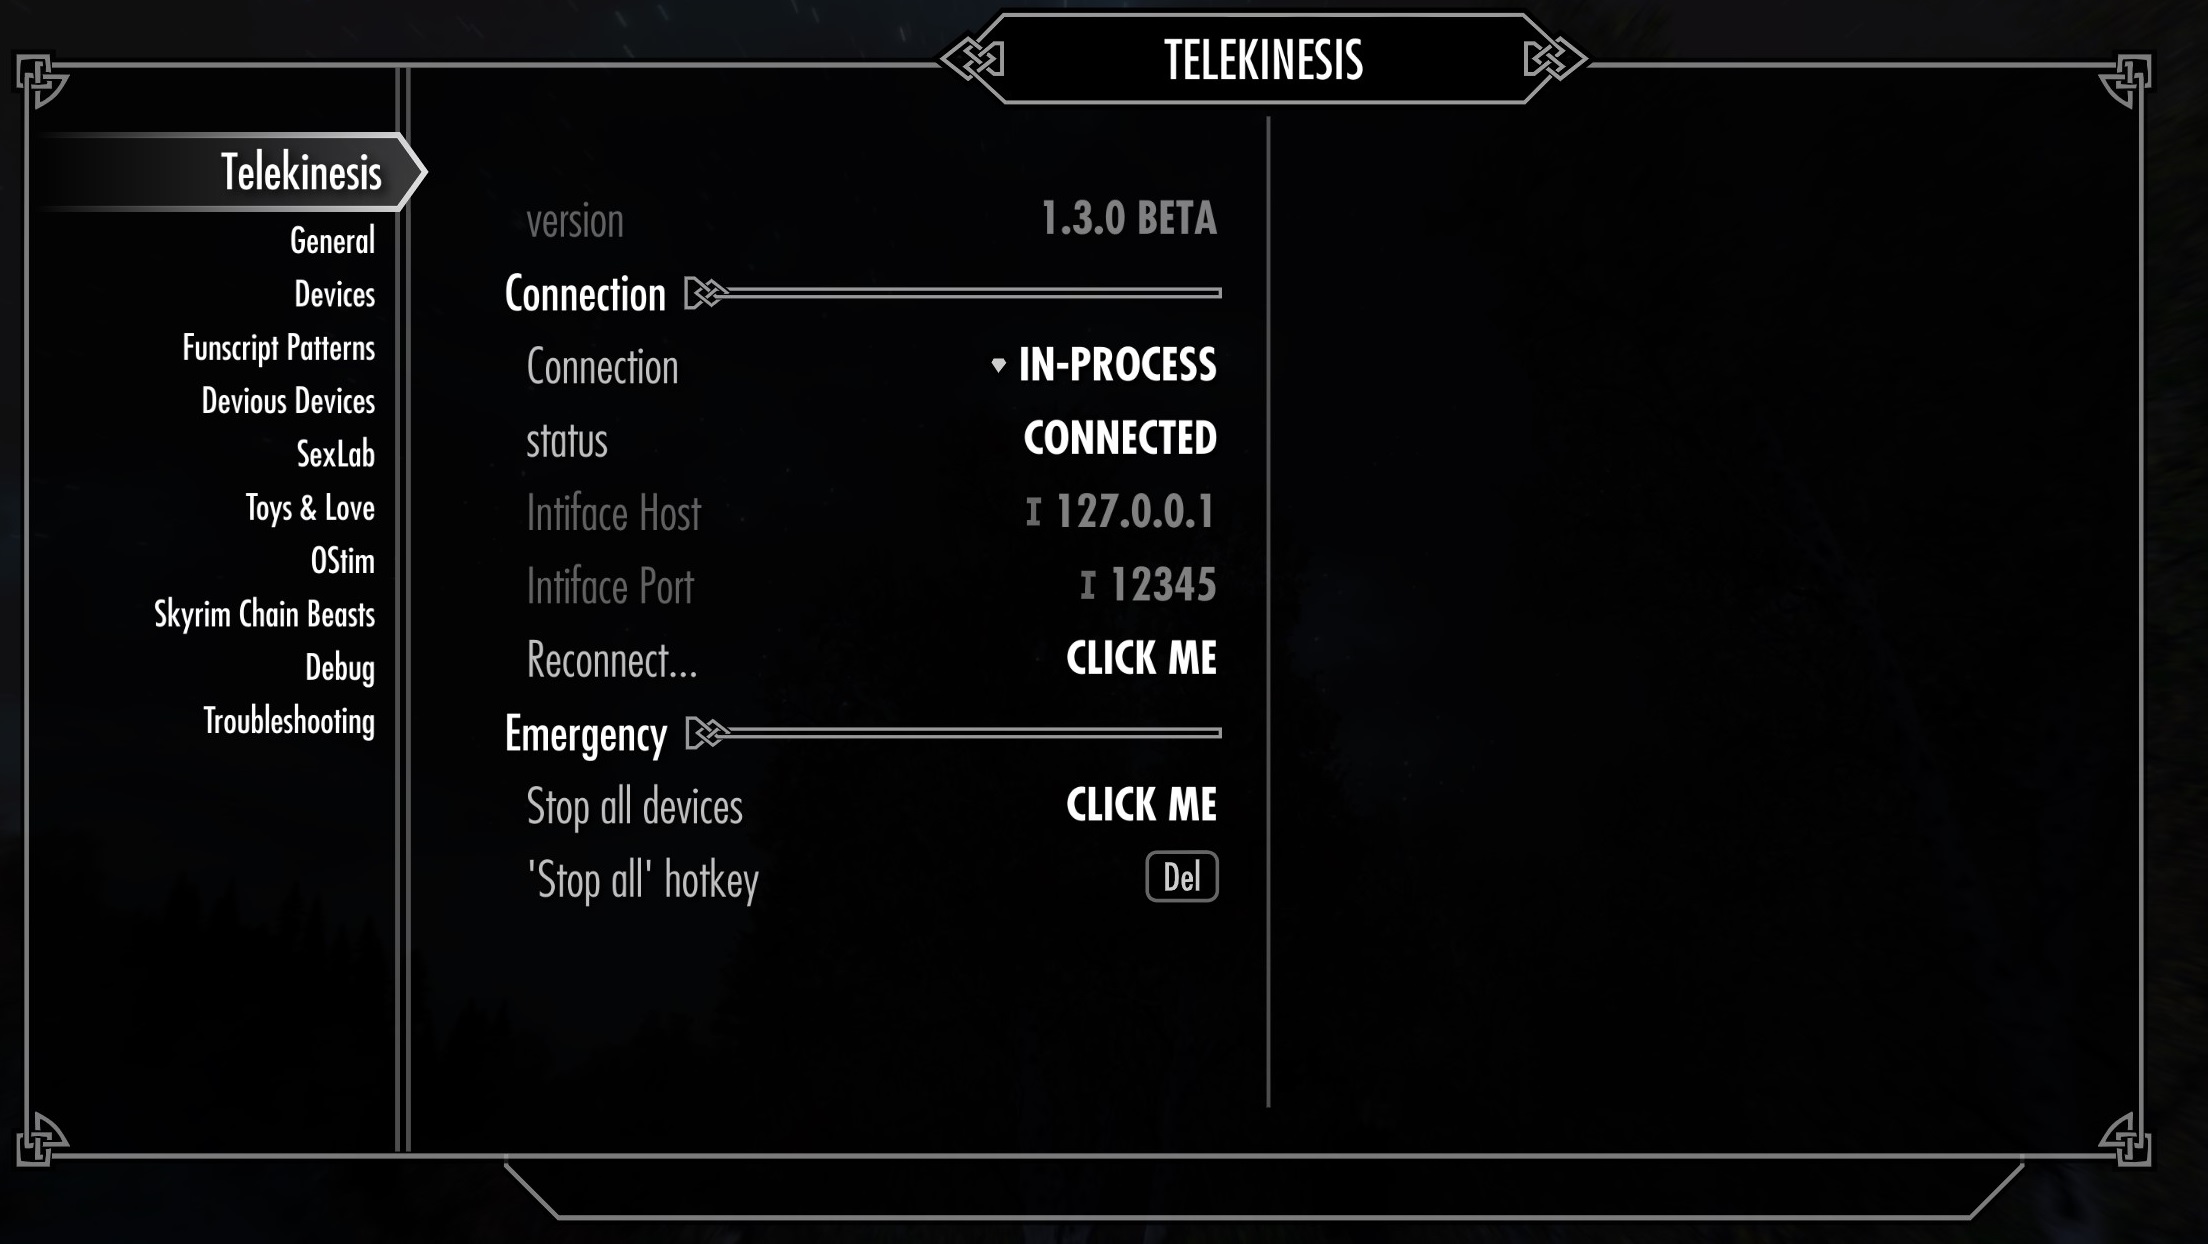 TELEKINESIS
Telekinesis
General
Devices
Funscript Patterns
Devious Devices
SexLab
Toys & Love
OStim
Skyrim Chain Beasts
Debug
Troubleshooting
version 1.3.0 BETA
Connection
Connection IN-PROCESS
status CONNECTED
Intiface Host 127.0.0.1
Intiface Port 12345
Reconnect... CLICK ME
Emergency
Stop all devices CLICK ME
'Stop all' hotkey Del